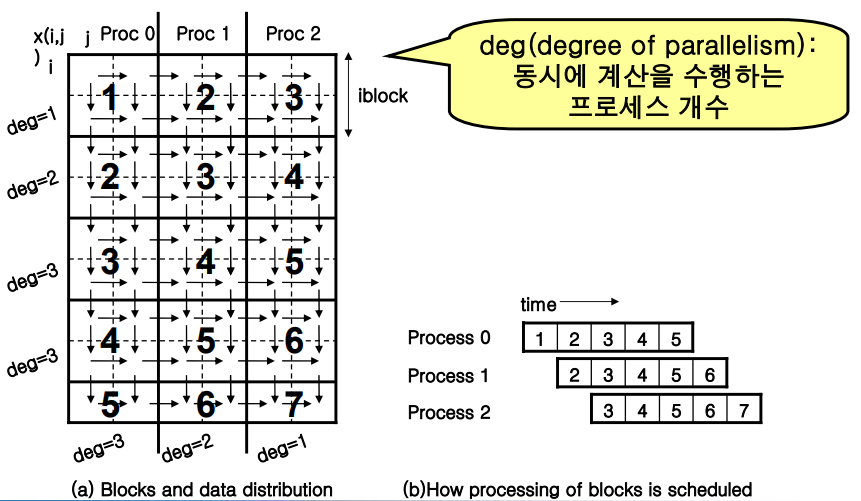 x(i,j
)
j
i
Proc 0 Proc 1 Proc 2
deg(degree of parallelism):
동시에 계산을 수행하는
프로세스 개수
iblock
deg=1
1 2 3
deg=2
2 3 4
deg=3
3 4 5
deg=3
4 5 6
5 6 7
deg=3 deg=2 deg=1
time
Process 0 1 2 3 4 5
Process 1 2 3 4 5 6
Process 2 3 4 5 6 7
(a) Blocks and data distribution
(b)How processing of blocks is scheduled